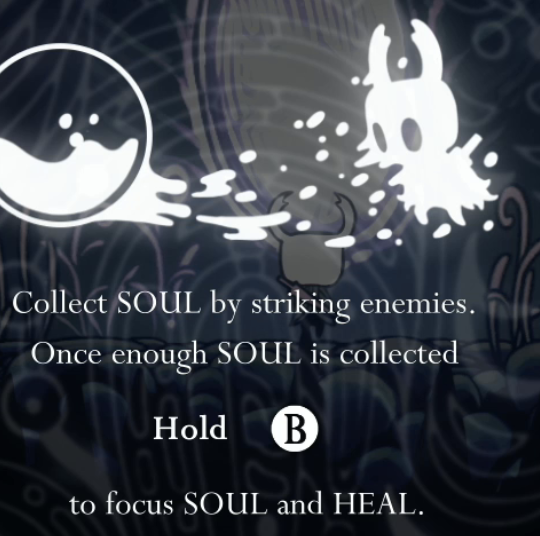 Collect SOUL by striking enemies.
Once enough SOUL is collected
Hold B
to focus SOUL and HEAL.